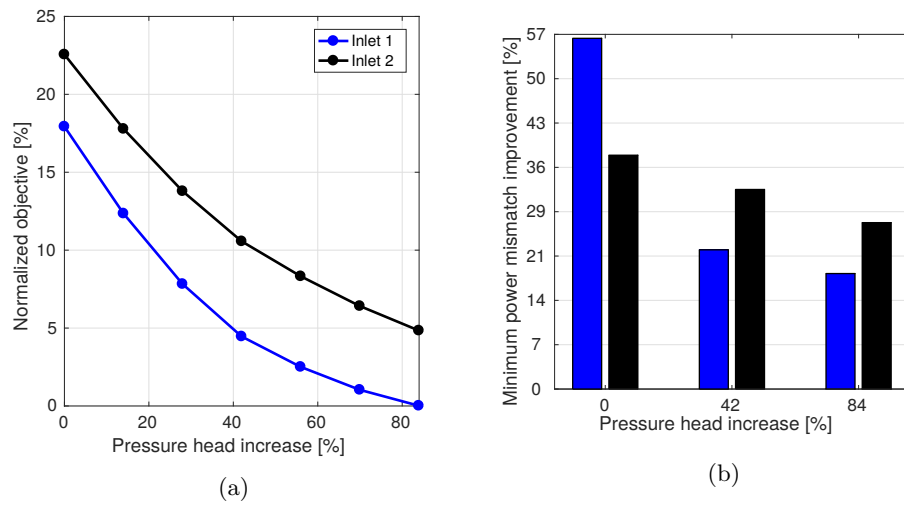 25
20
15
10
5
0
Normalized objective [%]
Inlet 1
Inlet 2
0 20 40 60 80
Pressure head increase [%]
(a)
57
50
43
36
29
21
14
7
0
Minimum power mismatch improvement [%]
0 42 84
Pressure head increase [%]
(b)